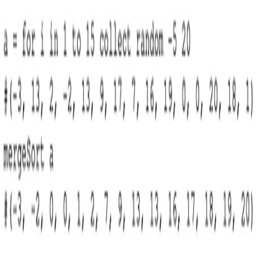 a = for i in 1 to 15 collect random -5 20
#(-3, 13, 2, -2, 13, 9, 17, 7, 16, 19, 0, 0, 20, 18, 1)
mergeSort a
#(-3, -2, 0, 0, 1, 2, 7, 9, 13, 13, 16, 17, 18, 19, 20)